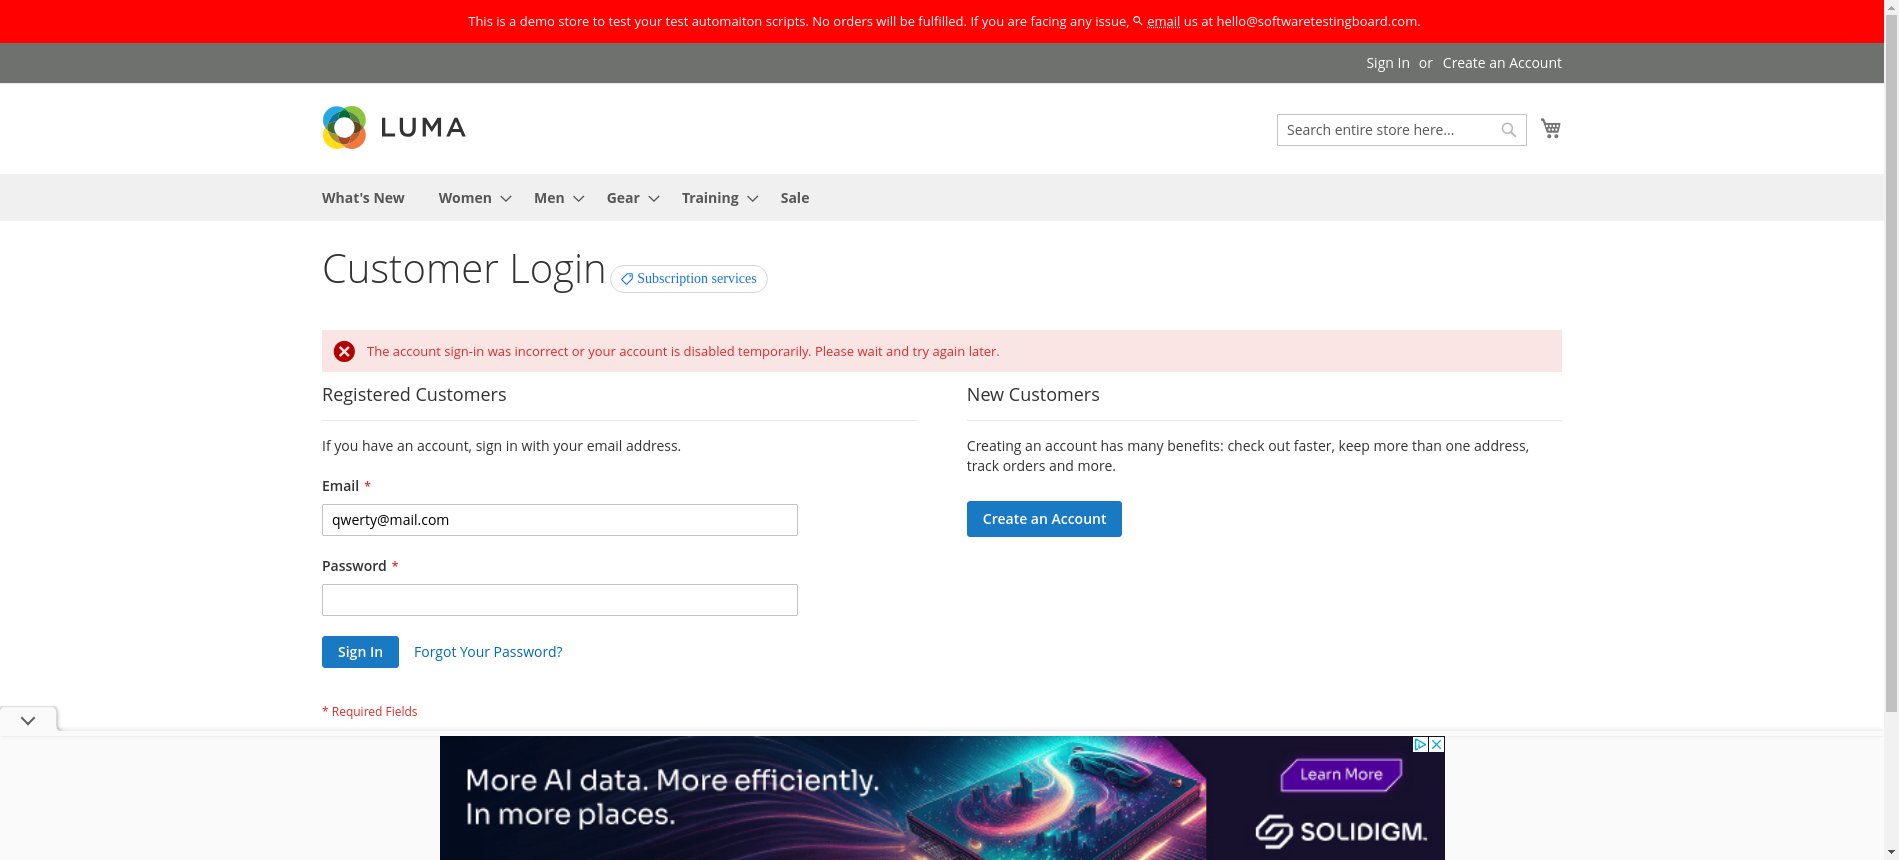 This is a demo store to test your test automaiton scripts. No orders will be fulfilled. If you are facing any issue, email us at hello@softwaretestingboard.com.
Sign In or Create an Account
LUMA
Search entire store here...
What's New Women Men Gear Training Sale
Customer Login
Subscription services
The account sign-in was incorrect or your account is disabled temporarily. Please wait and try again later.
Registered Customers
If you have an account, sign in with your email address.
Email *
qwerty@mail.com
Password *
Sign In Forgot Your Password?
* Required Fields
New Customers
Creating an account has many benefits: check out faster, keep more than one address,
track orders and more.
Create an Account
More AI data. More efficiently.
In more places.
Learn More
SOLIDIGM.